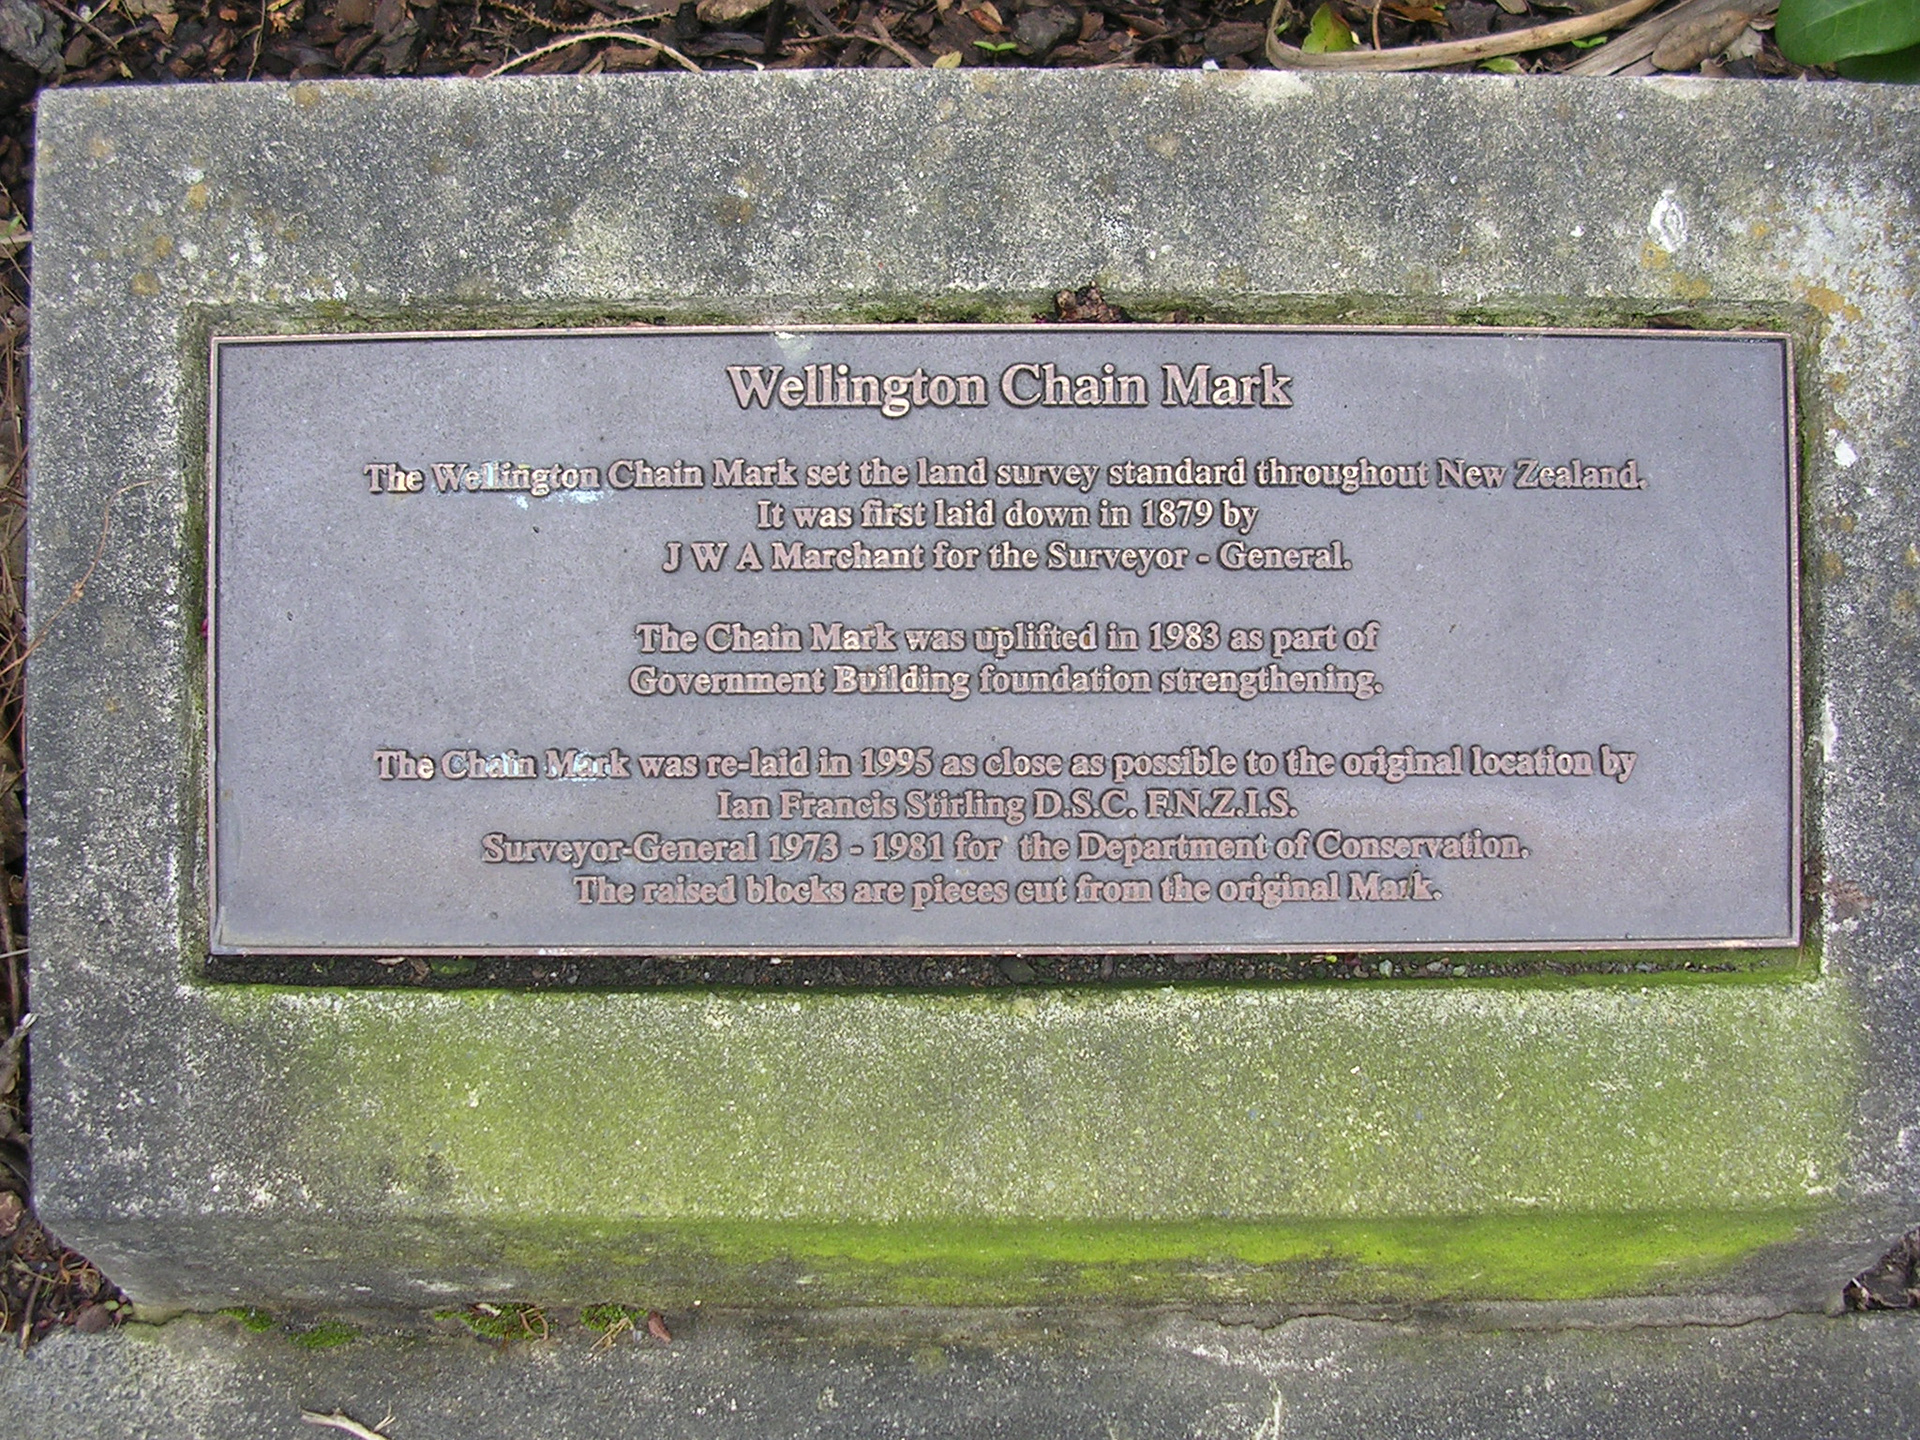 Wellington Chain Mark
The Wellington Chain Mark set the land survey standard throughout New Zealand.
It was first laid down in 1879 by
J W A Marchant for the Surveyor - General.
The Chain Mark was uplifted in 1983 as part of
Government Building foundation strengthening.
The Chain Mark was re-laid in 1995 as close as possible to the original location by
Ian Francis Stirling D.S.C. F.N.Z.I.S.
Surveyor-General 1973 - 1981 for the Department of Conservation.
The raised blocks are pieces cut from the original Mark.